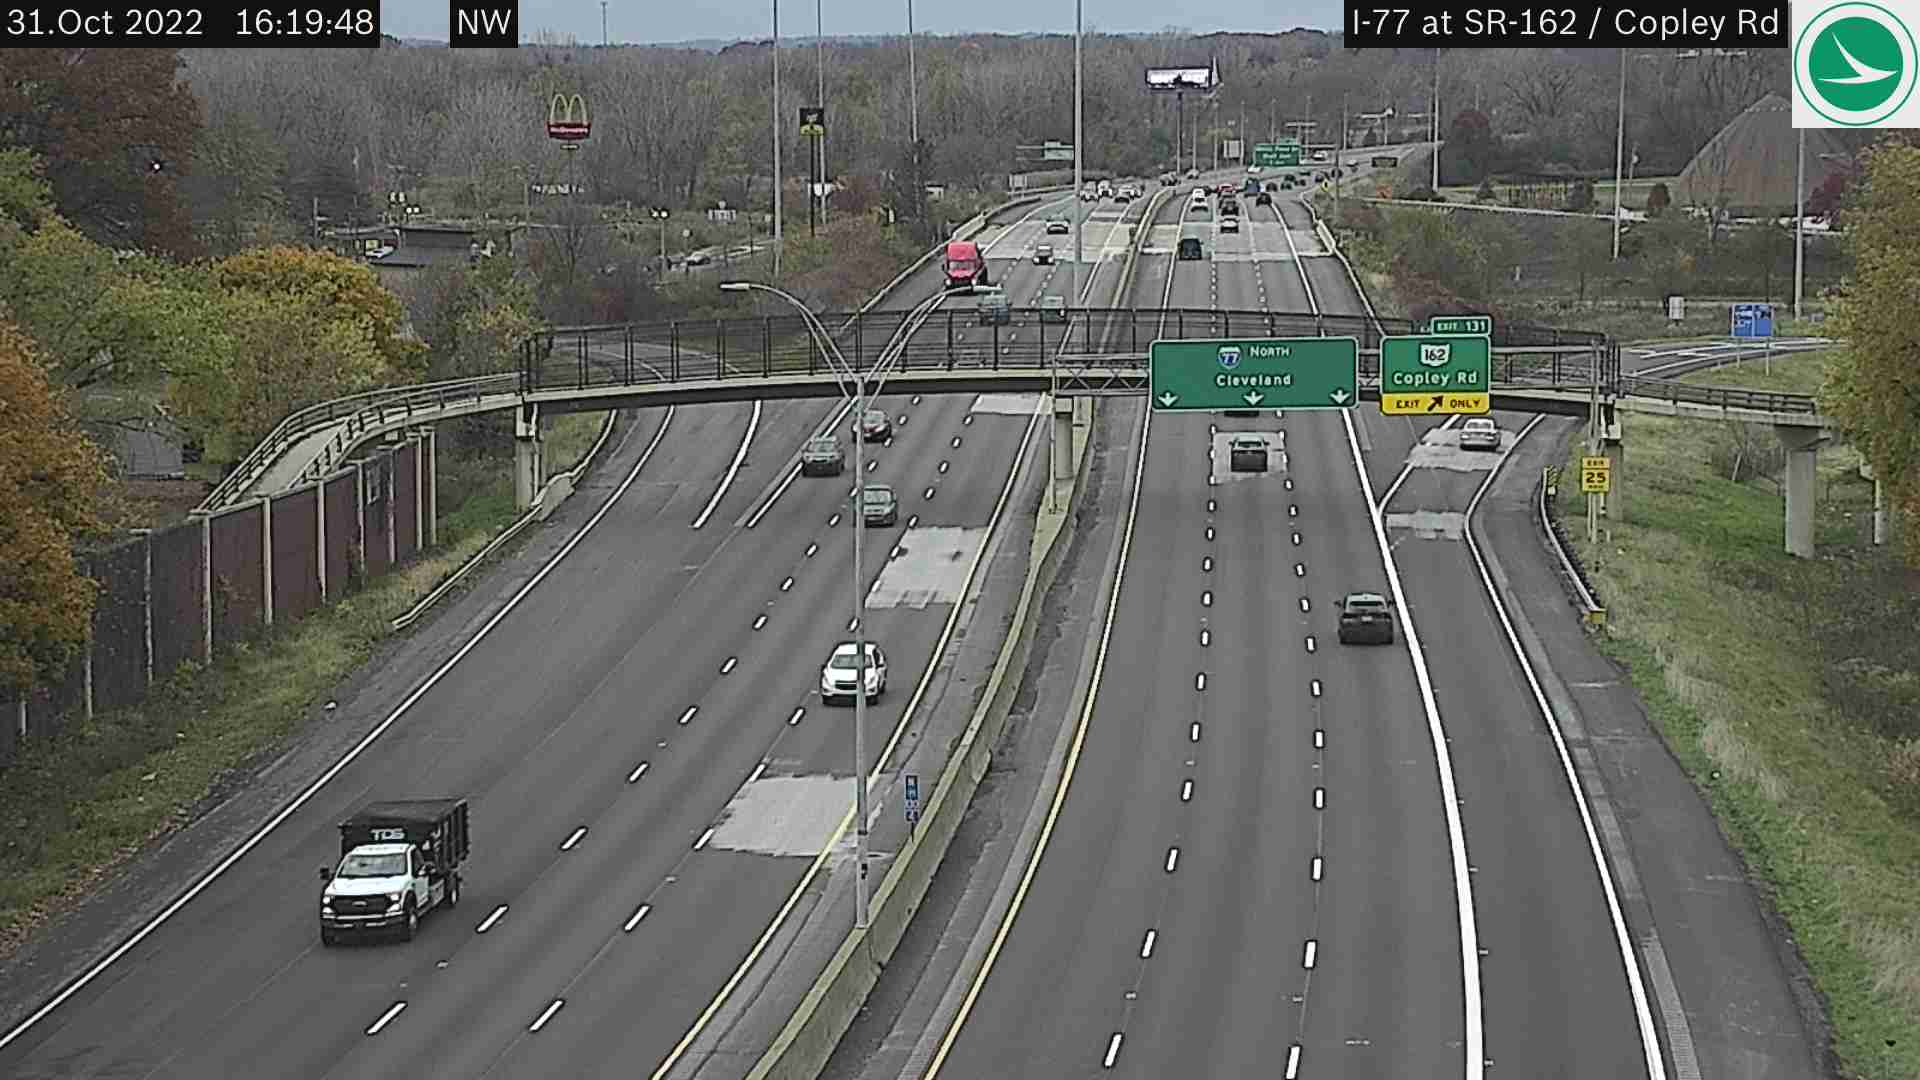 31.Oct 2022 16:19:48
NW
I-77 at SR-162 / Copley Rd
McDonald's
EXIT 131
77 NORTH
Cleveland
162
Copley Rd
EXIT ONLY
EXIT
25
TDS